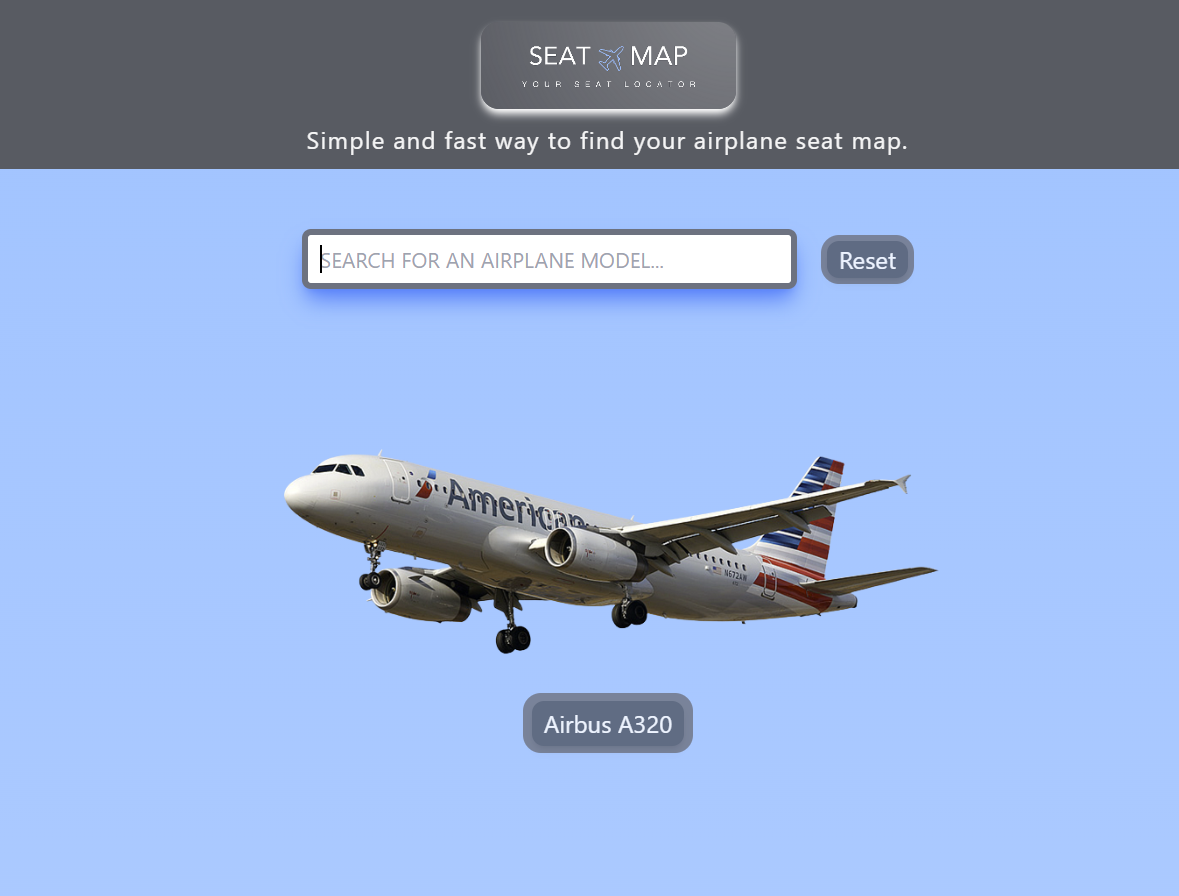 SEAT MAP
YOUR SEAT LOCATOR
Simple and fast way to find your airplane seat map.
SEARCH FOR AN AIRPLANE MODEL...
Reset
American
N672AW
Airbus A320